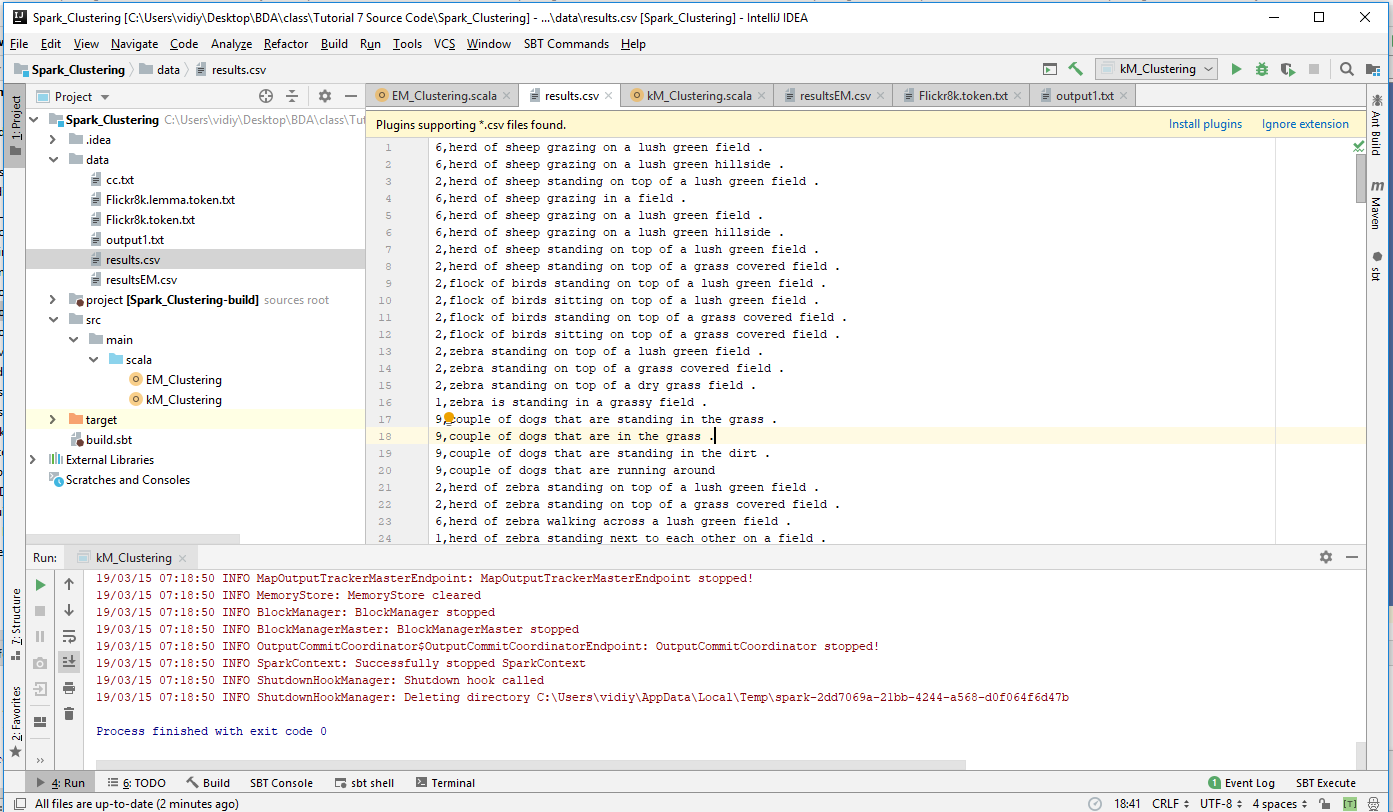 Spark_Clustering [C:\Users\vidiy\Desktop\BDA\class\Tutorial 7 Source Code\Spark_Clustering] - ...\data\results.csv [Spark_Clustering] - IntelliJ IDEA
File Edit View Navigate Code Analyze Refactor Build Run Tools VCS Window SBT Commands Help
Spark_Clustering data results.csv kM_Clustering
1: Project
Project
EM_Clustering.scala results.csv kM_Clustering.scala resultsEM.csv Flickr8k.token.txt output1.txt
Plugins supporting *.csv files found. Install plugins Ignore extension
Spark_Clustering C:\Users\vidiy\Desktop\BDA\class\Tut
.idea
data
cc.txt
Flickr8k.lemma.token.txt
Flickr8k.token.txt
output1.txt
results.csv
resultsEM.csv
project [Spark_Clustering-build] sources root
src
main
scala
EM_Clustering
kM_Clustering
target
build.sbt
External Libraries
Scratches and Consoles
1 6,herd of sheep grazing on a lush green field .
2 6,herd of sheep grazing on a lush green hillside .
3 2,herd of sheep standing on top of a lush green field .
4 6,herd of sheep grazing in a field .
5 6,herd of sheep grazing on a lush green field .
6 6,herd of sheep grazing on a lush green hillside .
7 2,herd of sheep standing on top of a lush green field .
8 2,herd of sheep standing on top of a grass covered field .
9 2,flock of birds standing on top of a lush green field .
10 2,flock of birds sitting on top of a lush green field .
11 2,flock of birds standing on top of a grass covered field .
12 2,flock of birds sitting on top of a grass covered field .
13 2,zebra standing on top of a lush green field .
14 2,zebra standing on top of a grass covered field .
15 2,zebra standing on top of a dry grass field .
16 1,zebra is standing in a grassy field .
17 9,couple of dogs that are standing in the grass .
18 9,couple of dogs that are in the grass .
19 9,couple of dogs that are standing in the dirt .
20 9,couple of dogs that are running around
21 2,herd of zebra standing on top of a lush green field .
22 2,herd of zebra standing on top of a grass covered field .
23 6,herd of zebra walking across a lush green field .
24 1,herd of zebra standing next to each other on a field .
Ant Build
Maven
sbt
Run: kM_Clustering
19/03/15 07:18:50 INFO MapOutputTrackerMasterEndpoint: MapOutputTrackerMasterEndpoint stopped!
19/03/15 07:18:50 INFO MemoryStore: MemoryStore cleared
19/03/15 07:18:50 INFO BlockManager: BlockManager stopped
19/03/15 07:18:50 INFO BlockManagerMaster: BlockManagerMaster stopped
19/03/15 07:18:50 INFO OutputCommitCoordinator$OutputCommitCoordinatorEndpoint: OutputCommitCoordinator stopped!
19/03/15 07:18:50 INFO SparkContext: Successfully stopped SparkContext
19/03/15 07:18:50 INFO ShutdownHookManager: Shutdown hook called
19/03/15 07:18:50 INFO ShutdownHookManager: Deleting directory C:\Users\vidiy\AppData\Local\Temp\spark-2dd7069a-21bb-4244-a568-d0f064f6d47b
Process finished with exit code 0
7: Structure
2: Favorites
4: Run 6: TODO Build SBT Console sbt shell Terminal 1 Event Log SBT Execute
All files are up-to-date (2 minutes ago) 18:41 CRLF UTF-8 4 spaces [T]